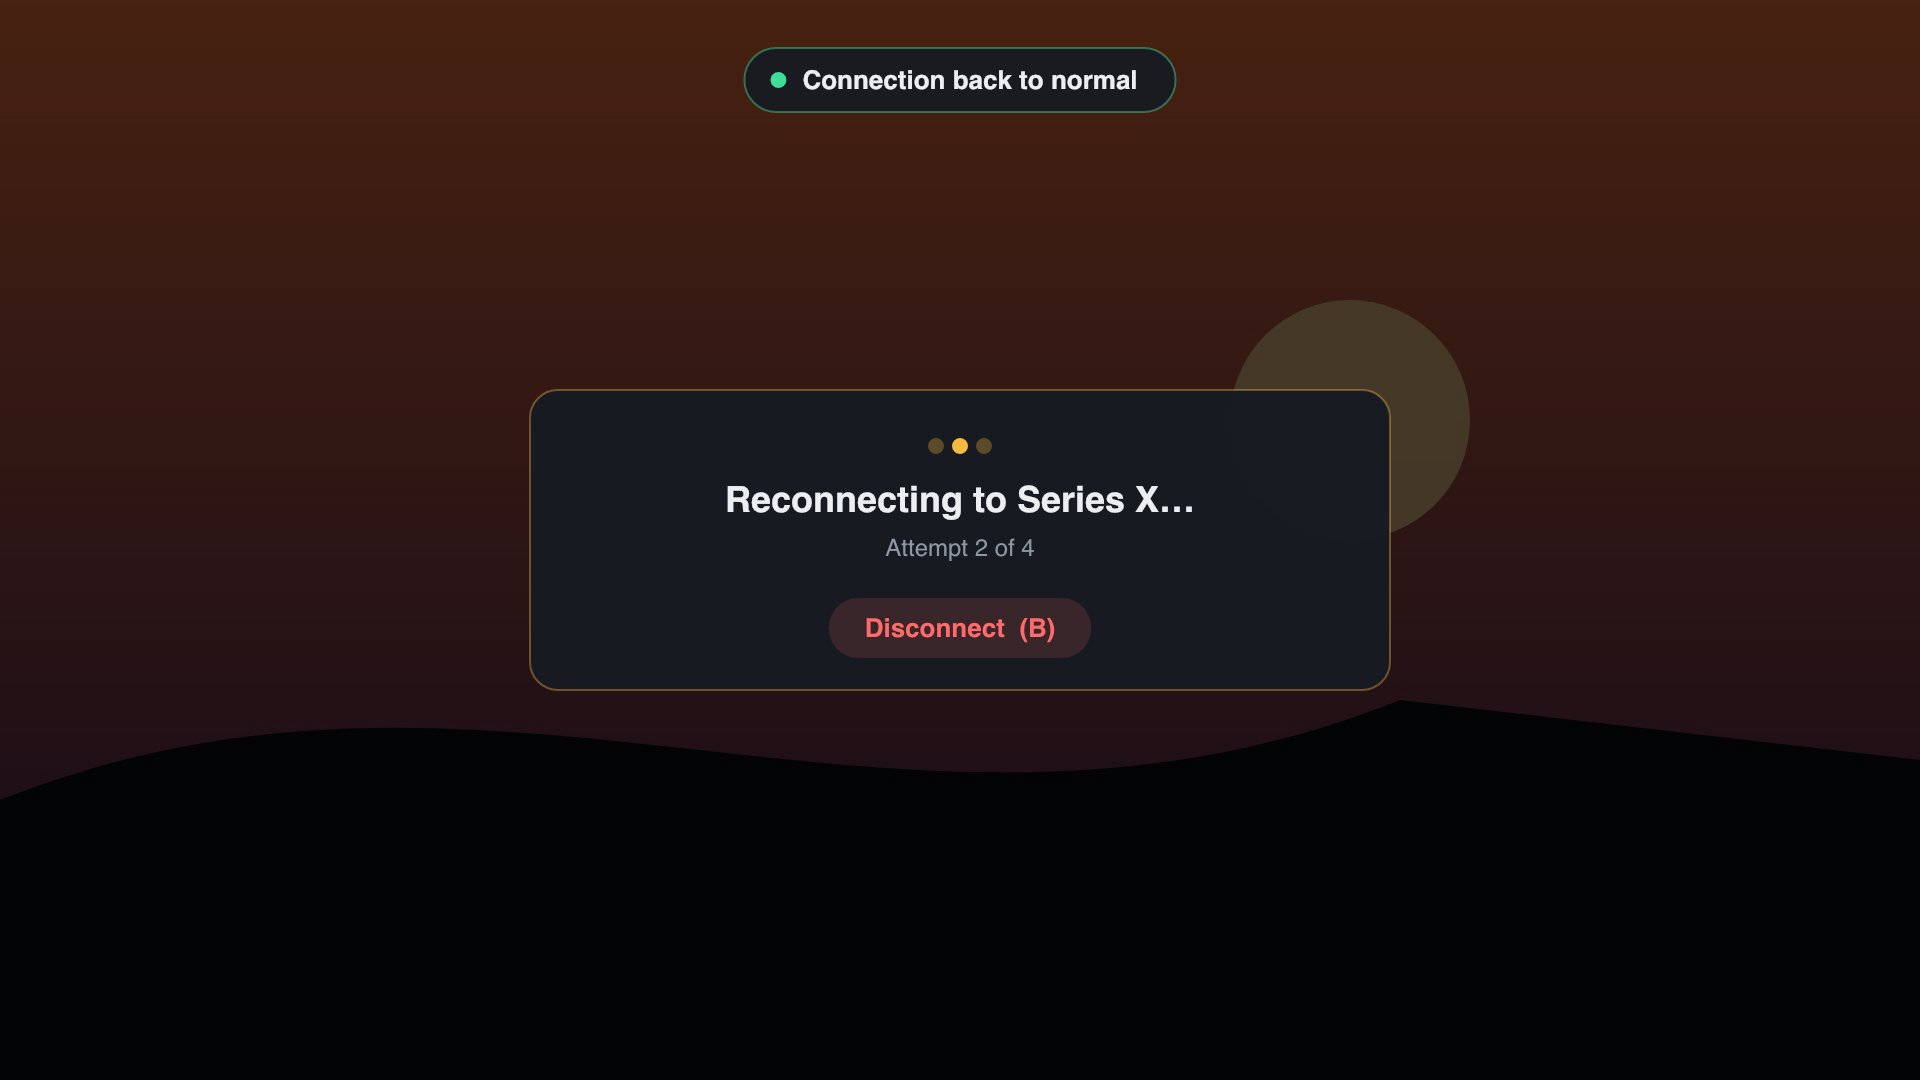 Connection back to normal
Reconnecting to Series X…
Attempt 2 of 4
Disconnect (B)